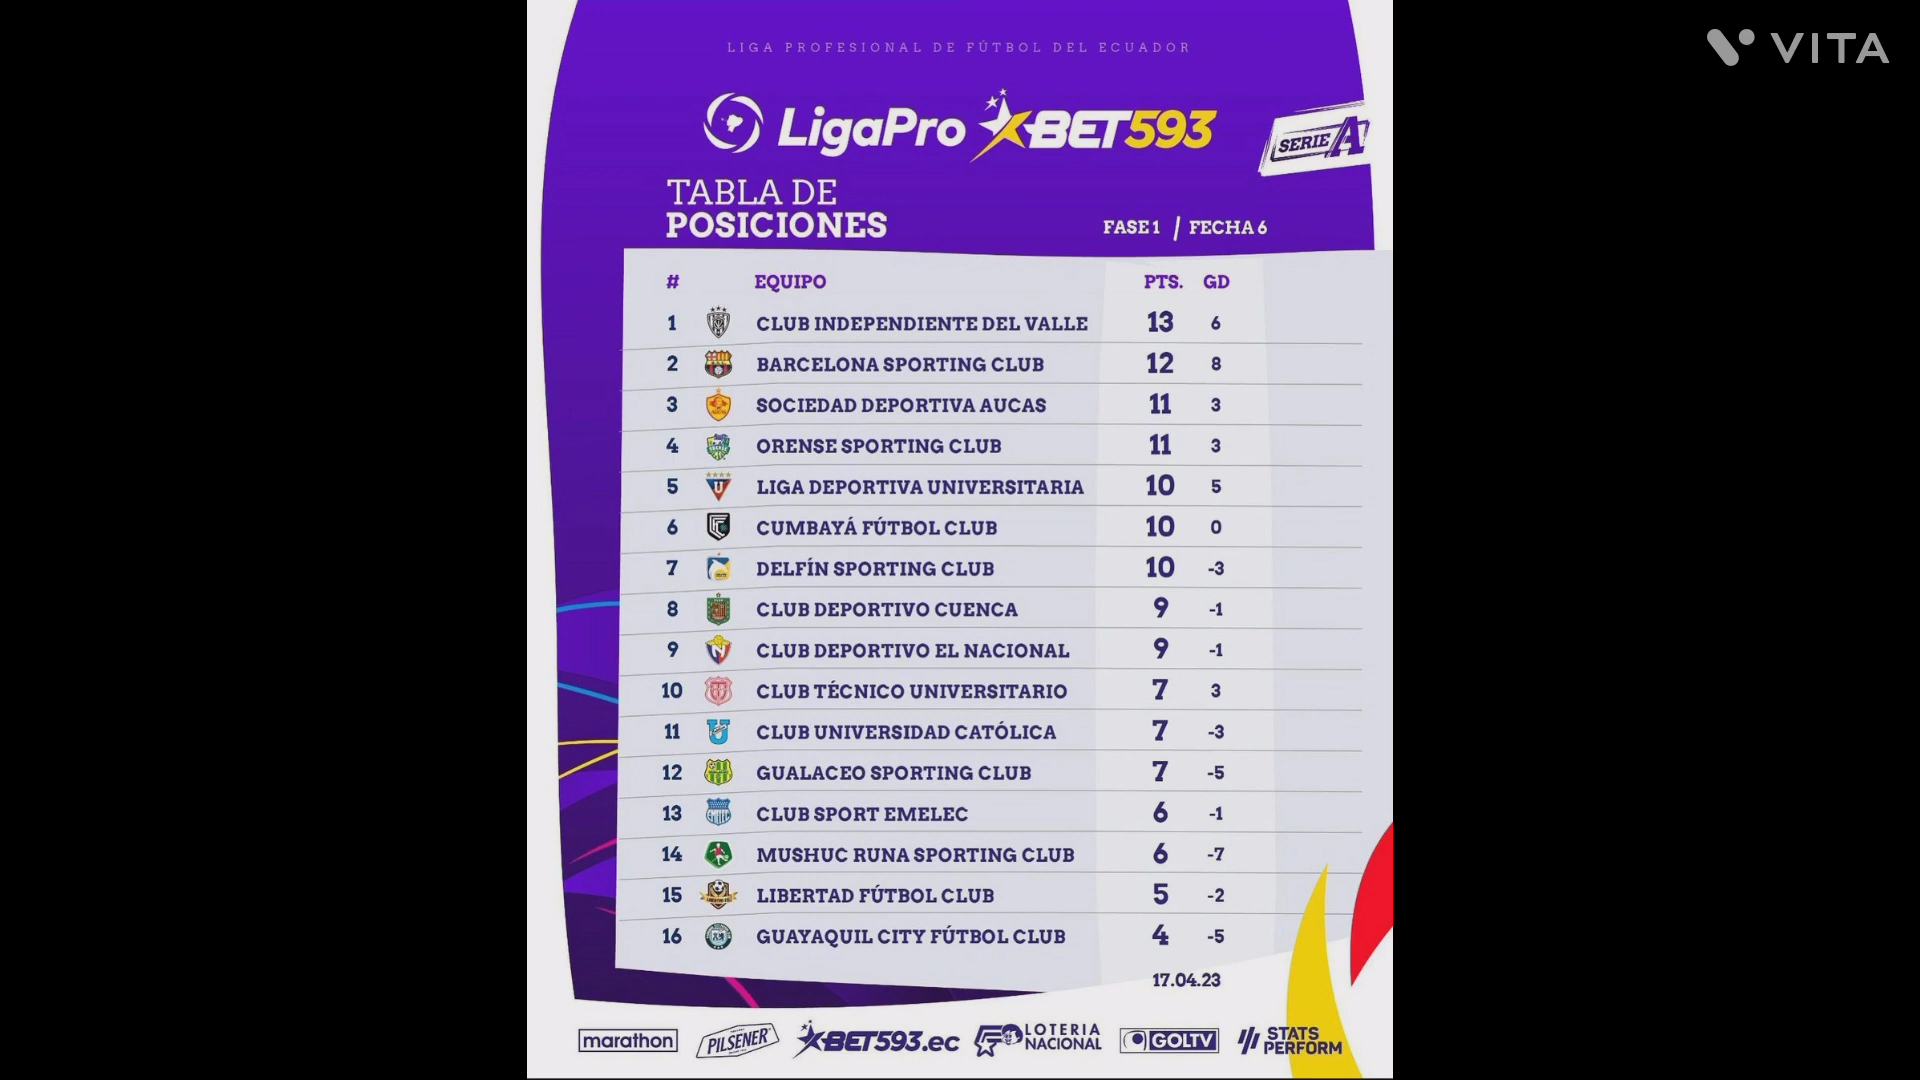 VITA
LIGA PROFESIONAL DE FÚTBOL DEL ECUADOR
LigaPro XBET593
SERIE A
TABLA DE
POSICIONES
FASE 1 / FECHA 6
# EQUIPO PTS. GD
1 CLUB INDEPENDIENTE DEL VALLE 13 6
2 BARCELONA SPORTING CLUB 12 8
3 SOCIEDAD DEPORTIVA AUCAS 11 3
4 ORENSE SPORTING CLUB 11 3
5 LIGA DEPORTIVA UNIVERSITARIA 10 5
6 CUMBAYÁ FÚTBOL CLUB 10 0
7 DELFÍN SPORTING CLUB 10 -3
8 CLUB DEPORTIVO CUENCA 9 -1
9 CLUB DEPORTIVO EL NACIONAL 9 -1
10 CLUB TÉCNICO UNIVERSITARIO 7 3
11 CLUB UNIVERSIDAD CATÓLICA 7 -3
12 GUALACEO SPORTING CLUB 7 -5
13 CLUB SPORT EMELEC 6 -1
14 MUSHUC RUNA SPORTING CLUB 6 -7
15 LIBERTAD FÚTBOL CLUB 5 -2
16 GUAYAQUIL CITY FÚTBOL CLUB 4 -5
17.04.23
marathon PILSENER XBET593.ec LOTERIA NACIONAL GOLTV STATS PERFORM